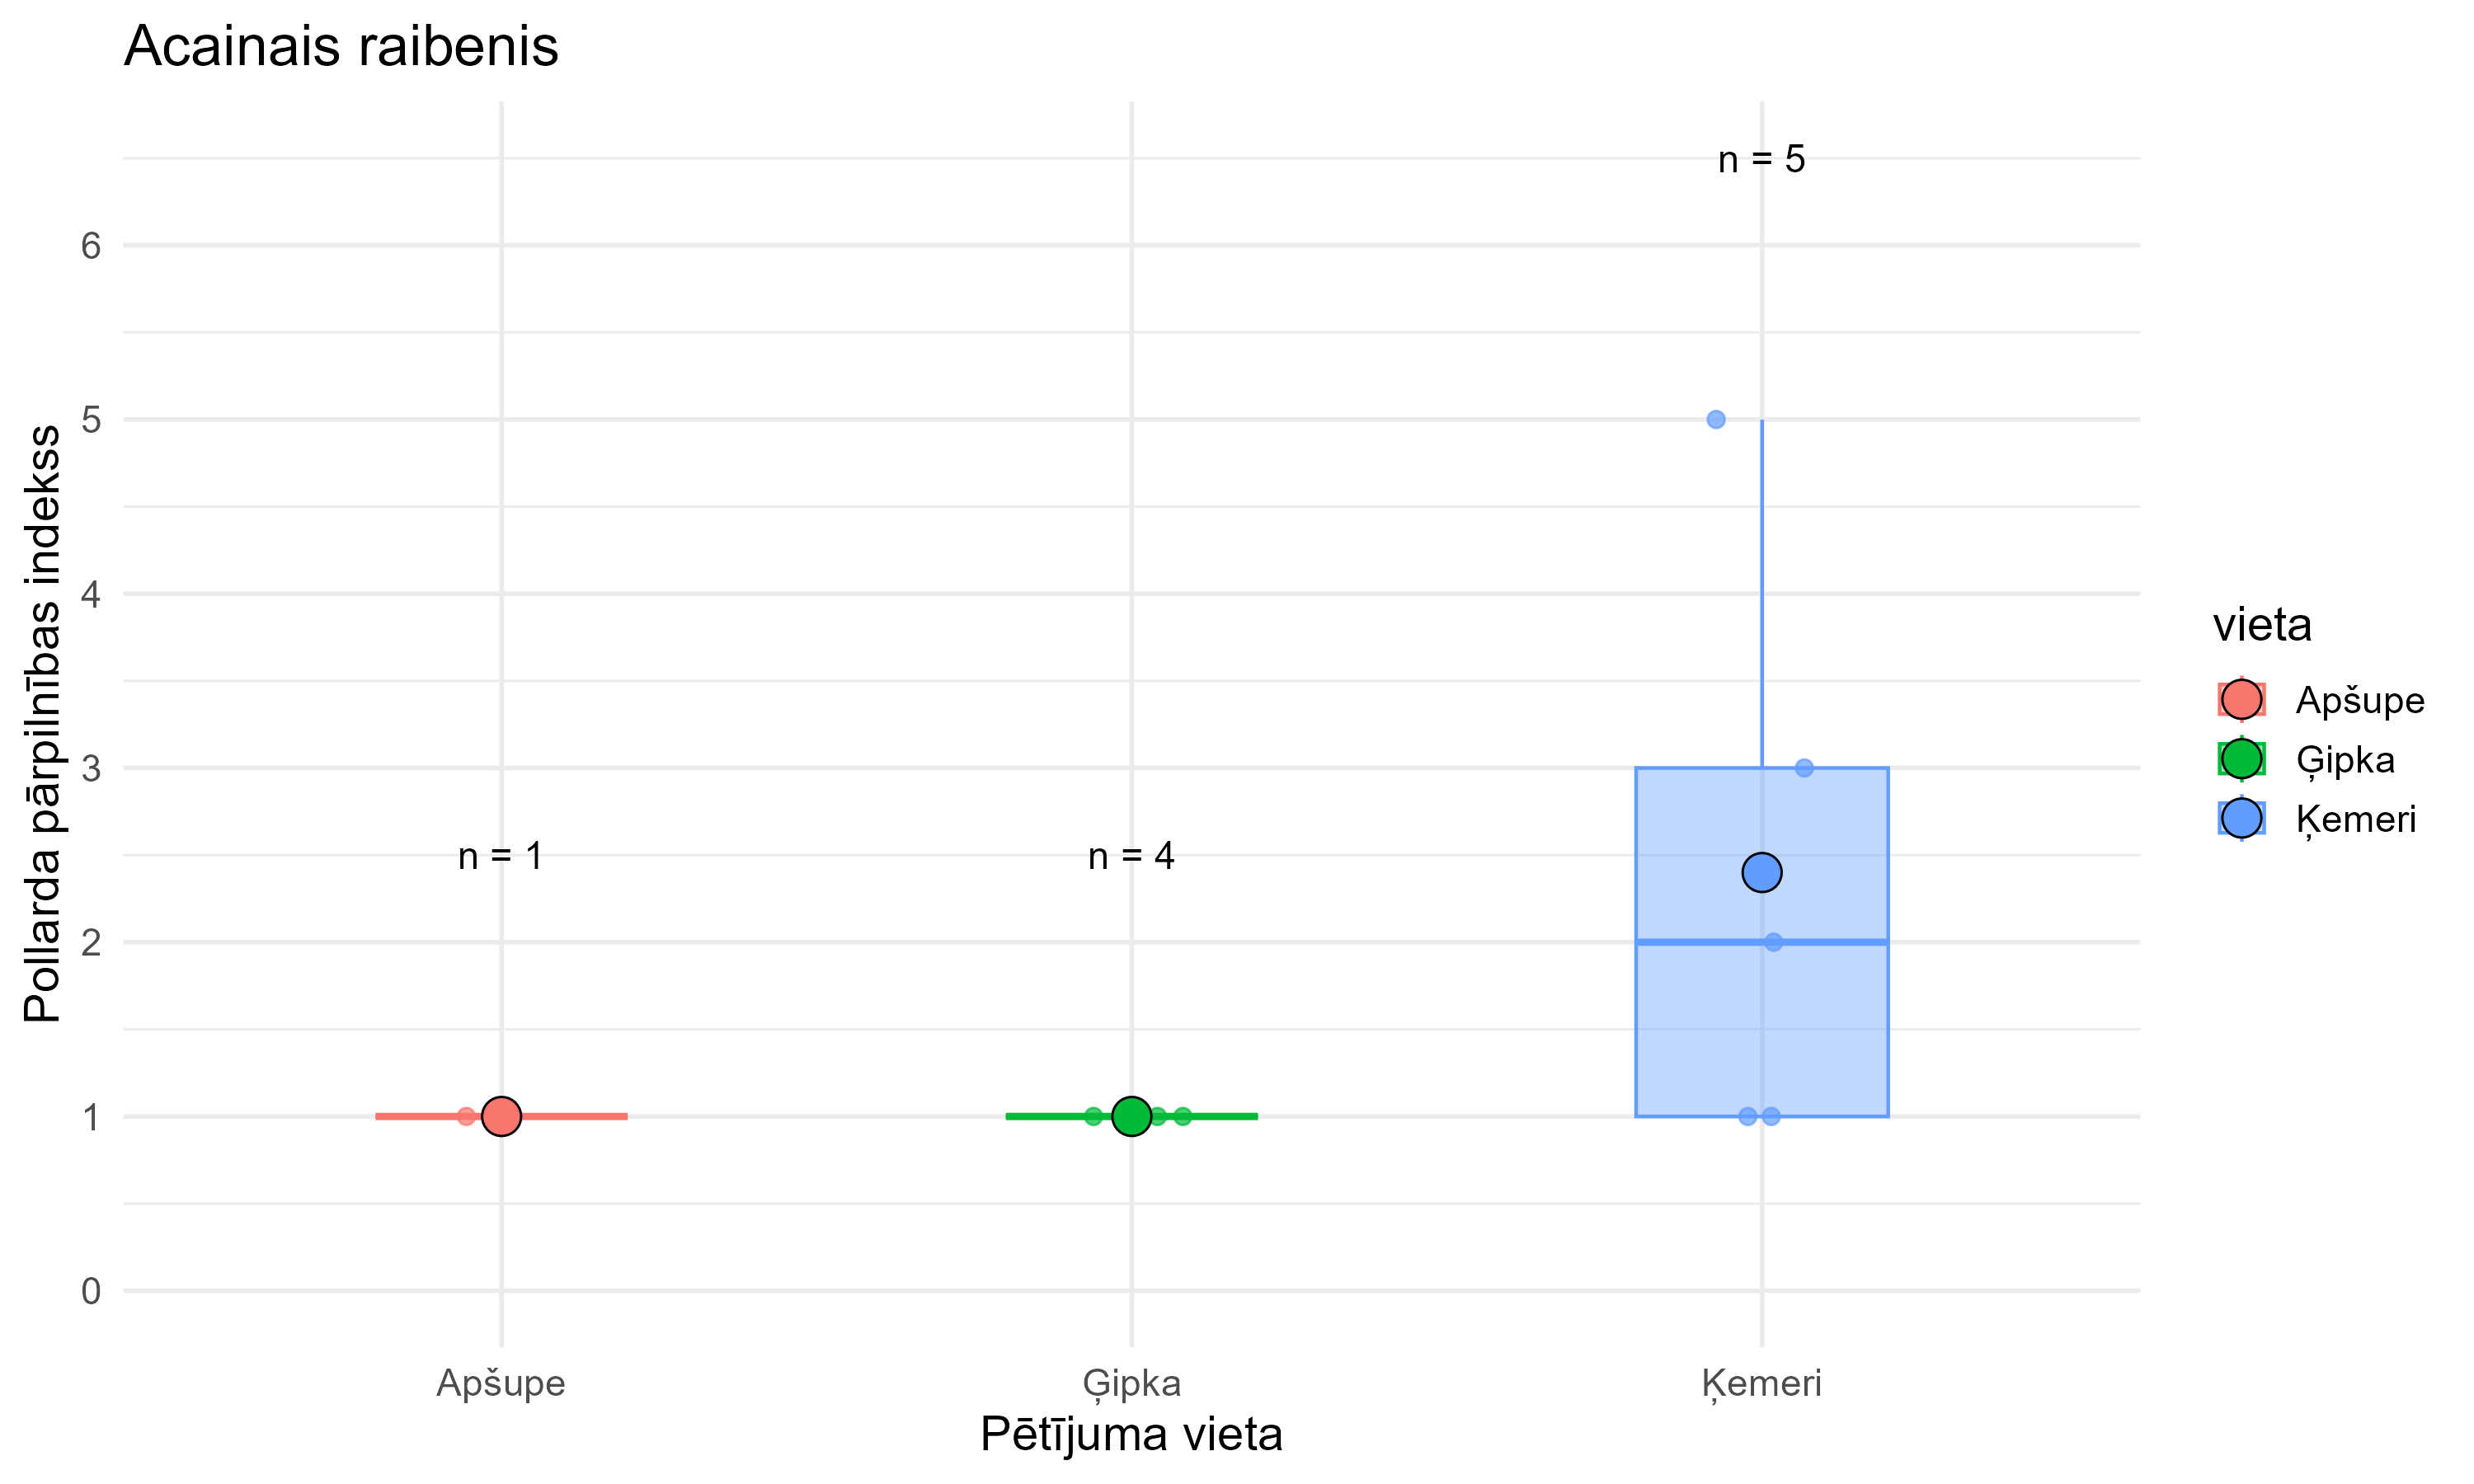 Acainais raibenis
n = 5
n = 1
n = 4
Pollarda pārpilnības indekss
6
5
4
3
2
1
0
Apšupe
Ģipka
Ķemeri
Pētījuma vieta
vieta
Apšupe
Ģipka
Ķemeri